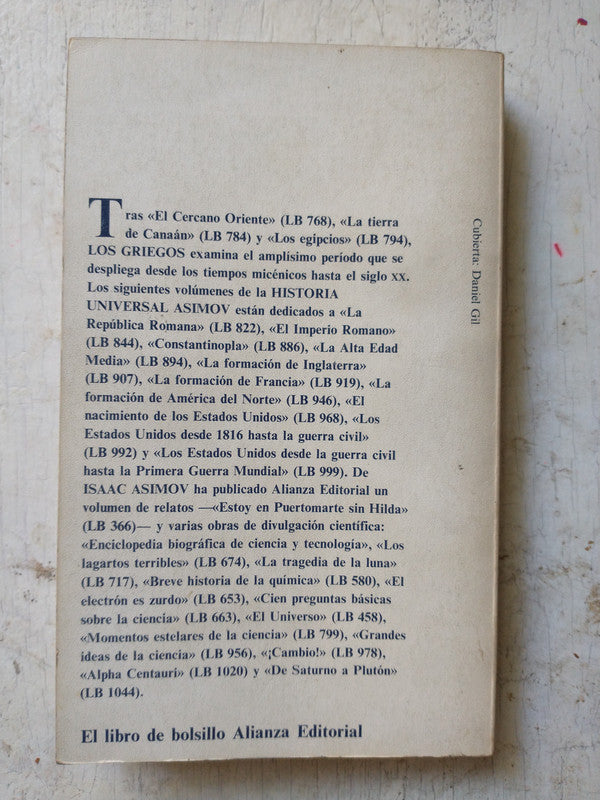 Tras «El Cercano Oriente» (LB 768), «La tierra
de Canaán» (LB 784) y «Los egipcios» (LB 794),
LOS GRIEGOS examina el amplísimo período que se
despliega desde los tiempos micénicos hasta el siglo XX.
Los siguientes volúmenes de la HISTORIA
UNIVERSAL ASIMOV están dedicados a «La
República Romana» (LB 822), «El Imperio Romano»
(LB 844), «Constantinopla» (LB 886), «La Alta Edad
Media» (LB 894), «La formación de Inglaterra»
(LB 907), «La formación de Francia» (LB 919), «La
formación de América del Norte» (LB 946), «El
nacimiento de los Estados Unidos» (LB 968), «Los
Estados Unidos desde 1816 hasta la guerra civil»
(LB 992) y «Los Estados Unidos desde la guerra civil
hasta la Primera Guerra Mundial» (LB 999). De
ISAAC ASIMOV ha publicado Alianza Editorial un
volumen de relatos —«Estoy en Puertomarte sin Hilda»
(LB 366)— y varias obras de divulgación científica:
«Enciclopedia biográfica de ciencia y tecnología», «Los
lagartos terribles» (LB 674), «La tragedia de la luna»
(LB 717), «Breve historia de la química» (LB 580), «El
electrón es zurdo» (LB 653), «Cien preguntas básicas
sobre la ciencia» (LB 663), «El Universo» (LB 458),
«Momentos estelares de la ciencia» (LB 799), «Grandes
ideas de la ciencia» (LB 956), «¡Cambio!» (LB 978),
«Alpha Centauri» (LB 1020) y «De Saturno a Plutón»
(LB 1044).
El libro de bolsillo Alianza Editorial
Cubierta: Daniel Gil